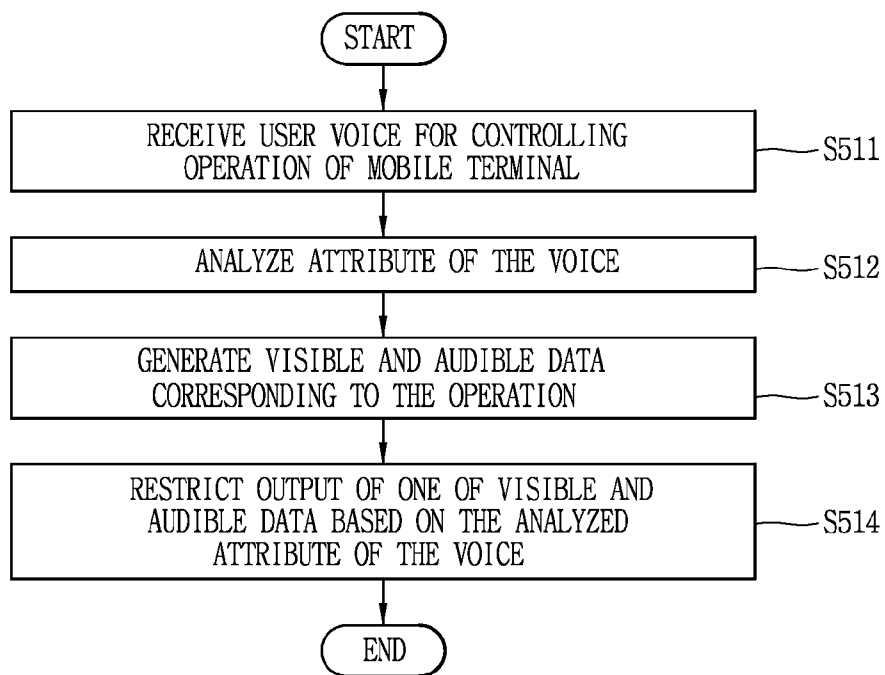 START
RECEIVE USER VOICE FOR CONTROLLING
OPERATION OF MOBILE TERMINAL
S511
ANALYZE ATTRIBUTE OF THE VOICE
S512
GENERATE VISIBLE AND AUDIBLE DATA
CORRESPONDING TO THE OPERATION
S513
RESTRICT OUTPUT OF ONE OF VISIBLE AND
AUDIBLE DATA BASED ON THE ANALYZED
ATTRIBUTE OF THE VOICE
S514
END